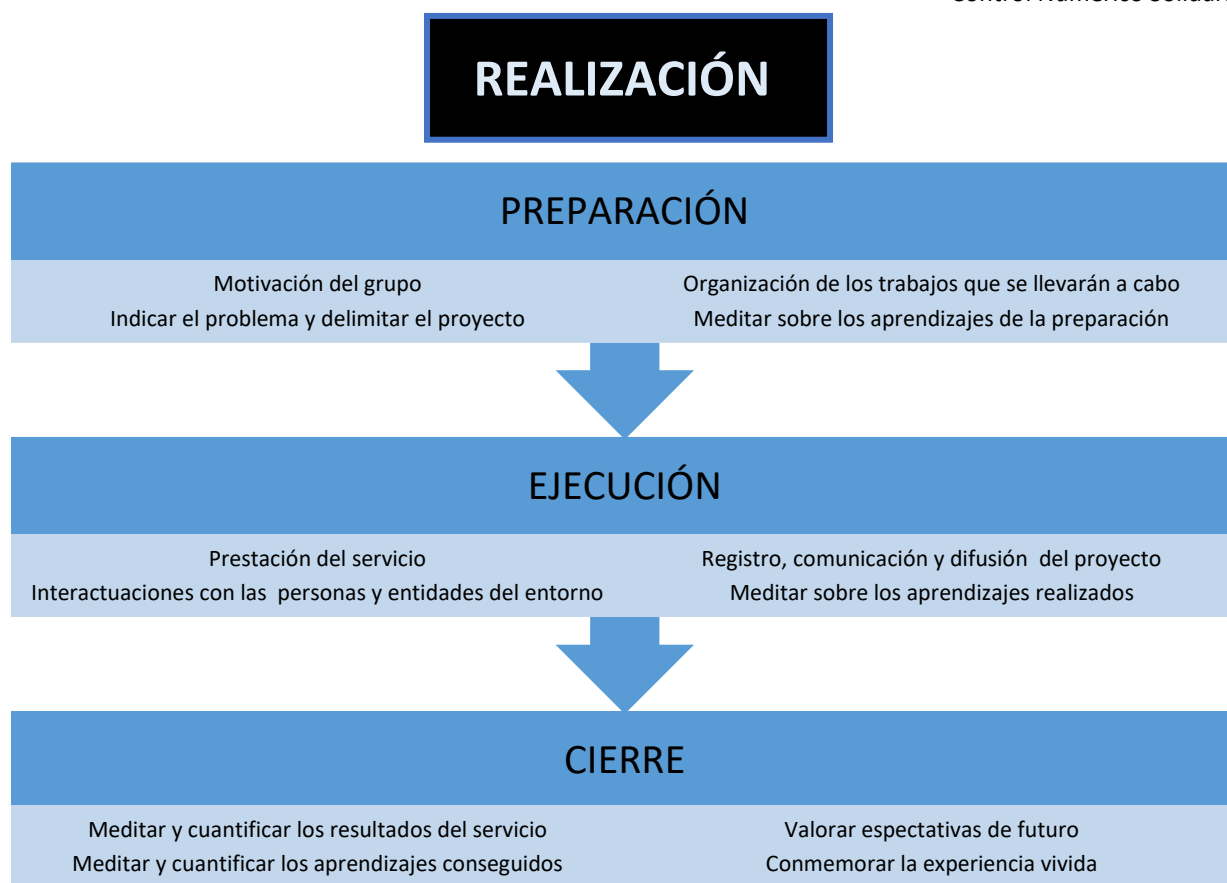 REALIZACIÓN
PREPARACIÓN
Motivación del grupo
Indicar el problema y delimitar el proyecto
Organización de los trabajos que se llevarán a cabo
Meditar sobre los aprendizajes de la preparación
EJECUCIÓN
Prestación del servicio
Interactuaciones con las personas y entidades del entorno
Registro, comunicación y difusión del proyecto
Meditar sobre los aprendizajes realizados
CIERRE
Meditar y cuantificar los resultados del servicio
Meditar y cuantificar los aprendizajes conseguidos
Valorar espectativas de futuro
Conmemorar la experiencia vivida